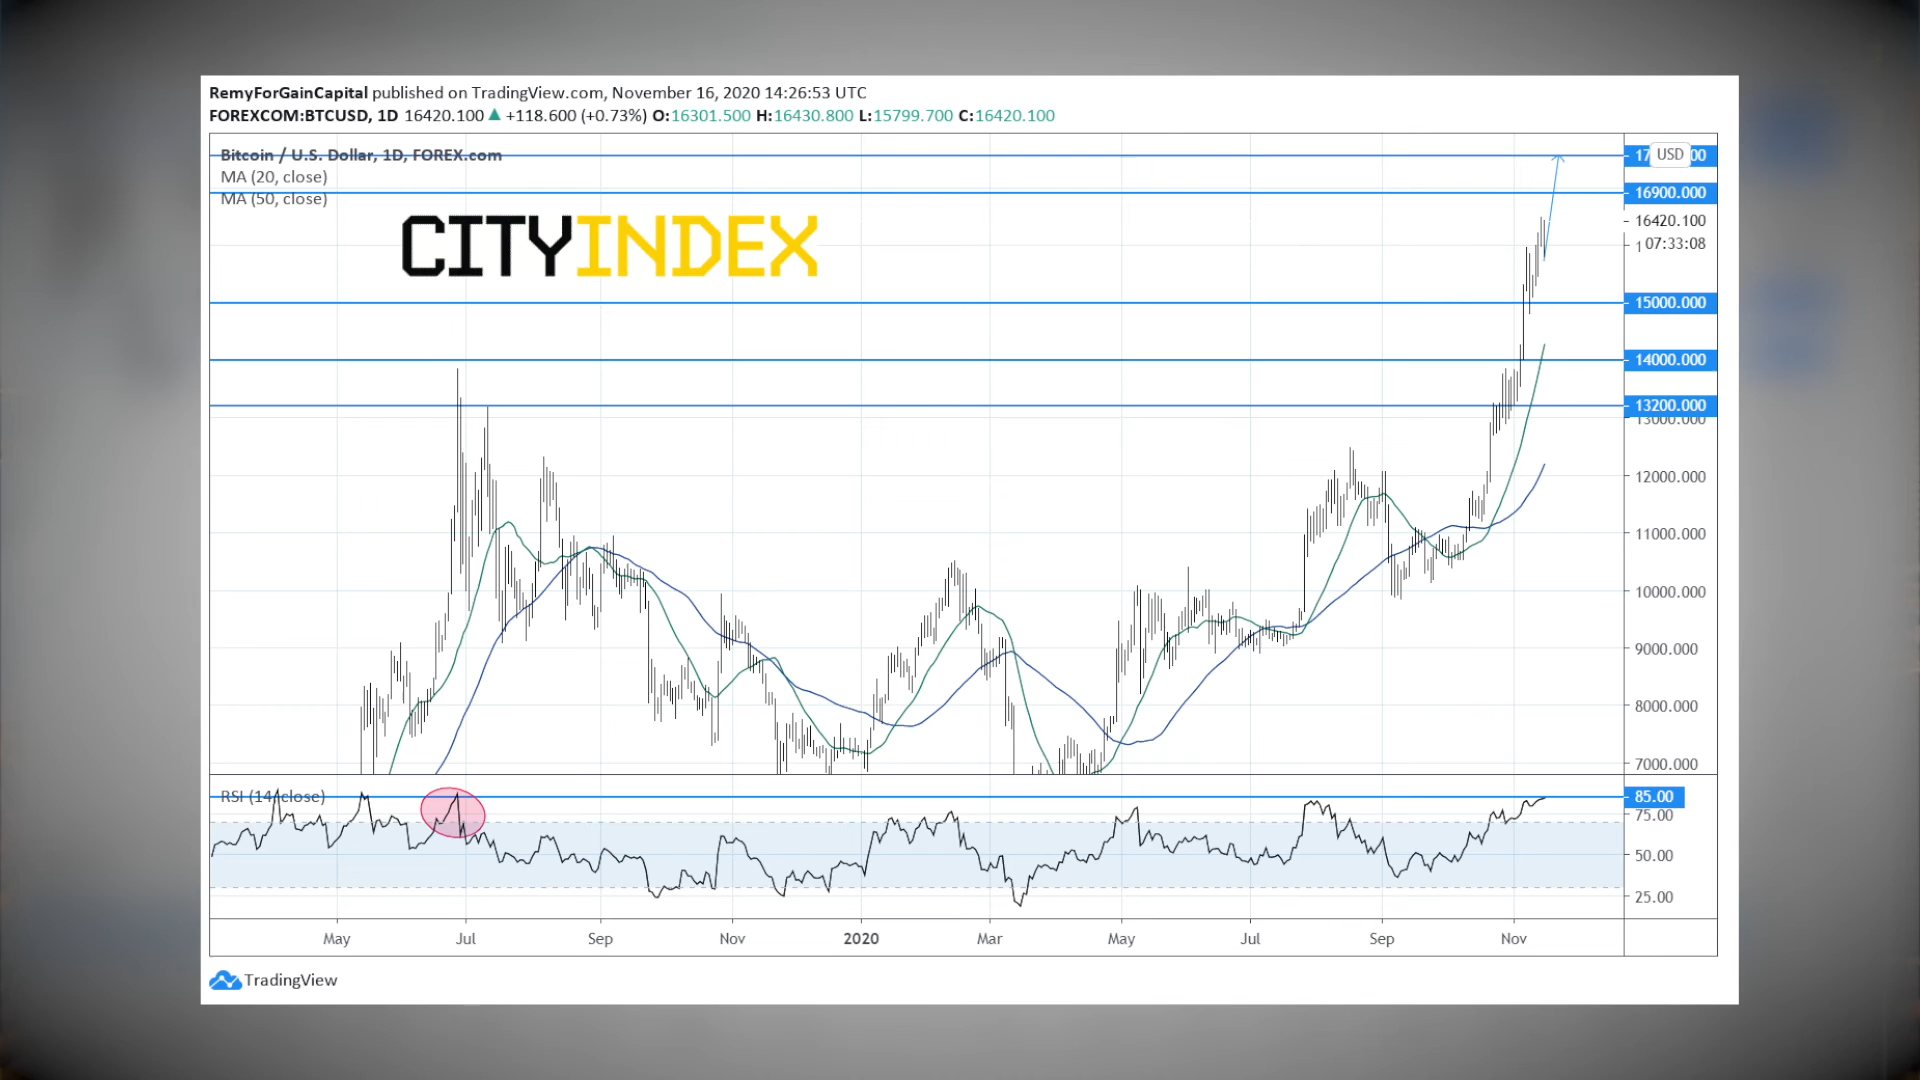 RemyForGainCapital published on TradingView.com, November 16, 2020 14:26:53 UTC
FOREXCOM:BTCUSD, 1D 16420.100 ▲ +118.600 (+0.73%) O:16301.500 H:16430.800 L:15799.700 C:16420.100
Bitcoin / U.S. Dollar, 1D, FOREX.com
MA (20, close)
MA (50, close)
CITYINDEX
USD
16900.000
16420.100
07:33:08
15000.000
14000.000
13200.000
13000.000
12000.000
11000.000
10000.000
9000.000
8000.000
7000.000
RSI (14, close)
85.00
75.00
50.00
25.00
May Jul Sep Nov 2020 Mar May Jul Sep Nov
TradingView